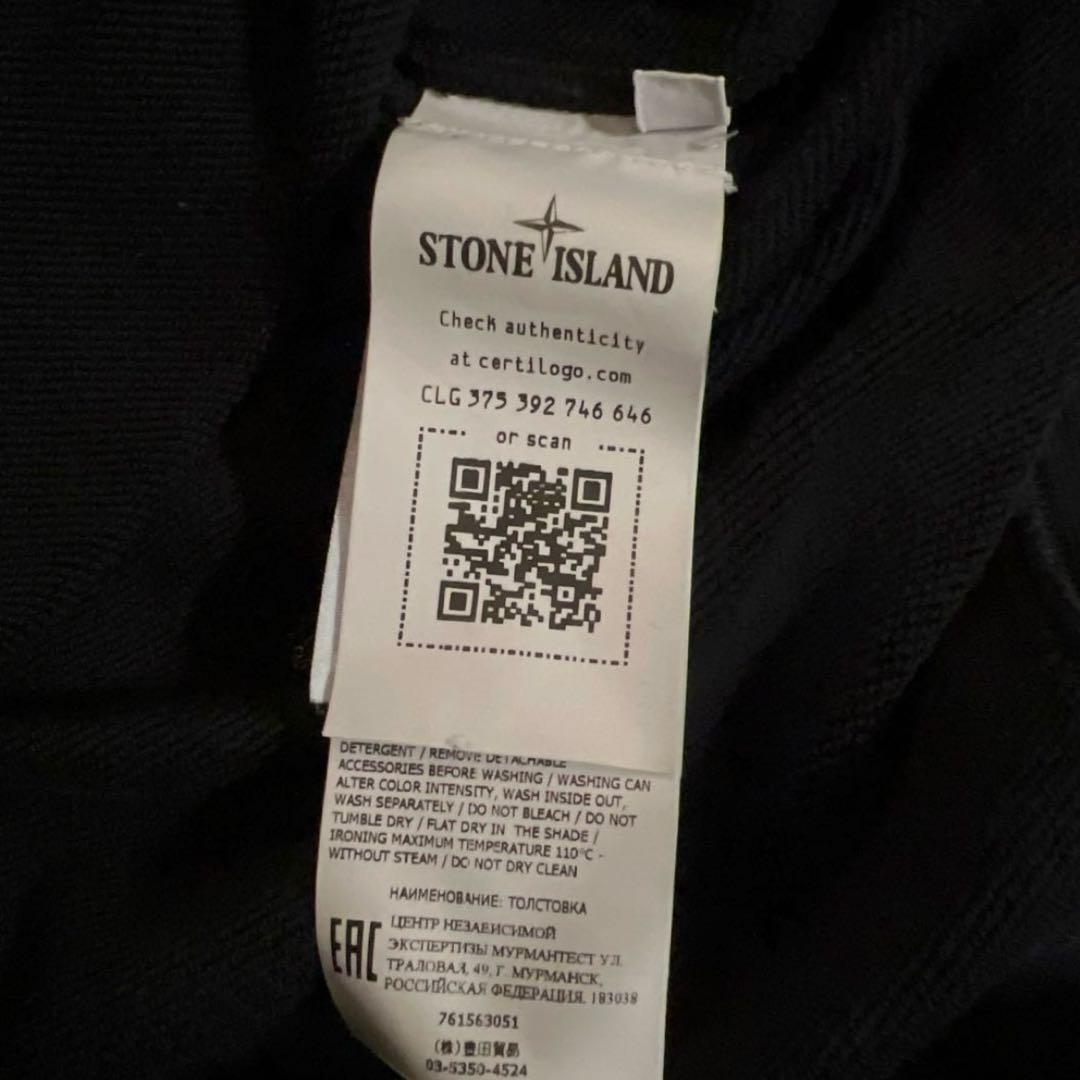 STONE ISLAND
Check authenticity
at certilogo.com
CLG 375 392 746 646
or scan
DETERGENT / REMOVE DETACHABLE
ACCESSORIES BEFORE WASHING / WASHING CAN
ALTER COLOR INTENSITY, WASH INSIDE OUT,
WASH SEPARATELY / DO NOT BLEACH / DO NOT
TUMBLE DRY / FLAT DRY IN THE SHADE /
IRONING MAXIMUM TEMPERATURE 110°C -
WITHOUT STEAM / DO NOT DRY CLEAN
НАИМЕНОВАНИЕ: ТОЛСТОВКА
EAC
ЦЕНТР НЕЗАВИСИМОЙ
ЭКСПЕРТИЗЫ МУРМАНТЕСТ УЛ.
ТРАЛОВАЯ, 49, Г. МУРМАНСК,
РОССИЙСКАЯ ФЕДЕРАЦИЯ, 183038
761563051
(株)豊田貿易
03-5350-4524